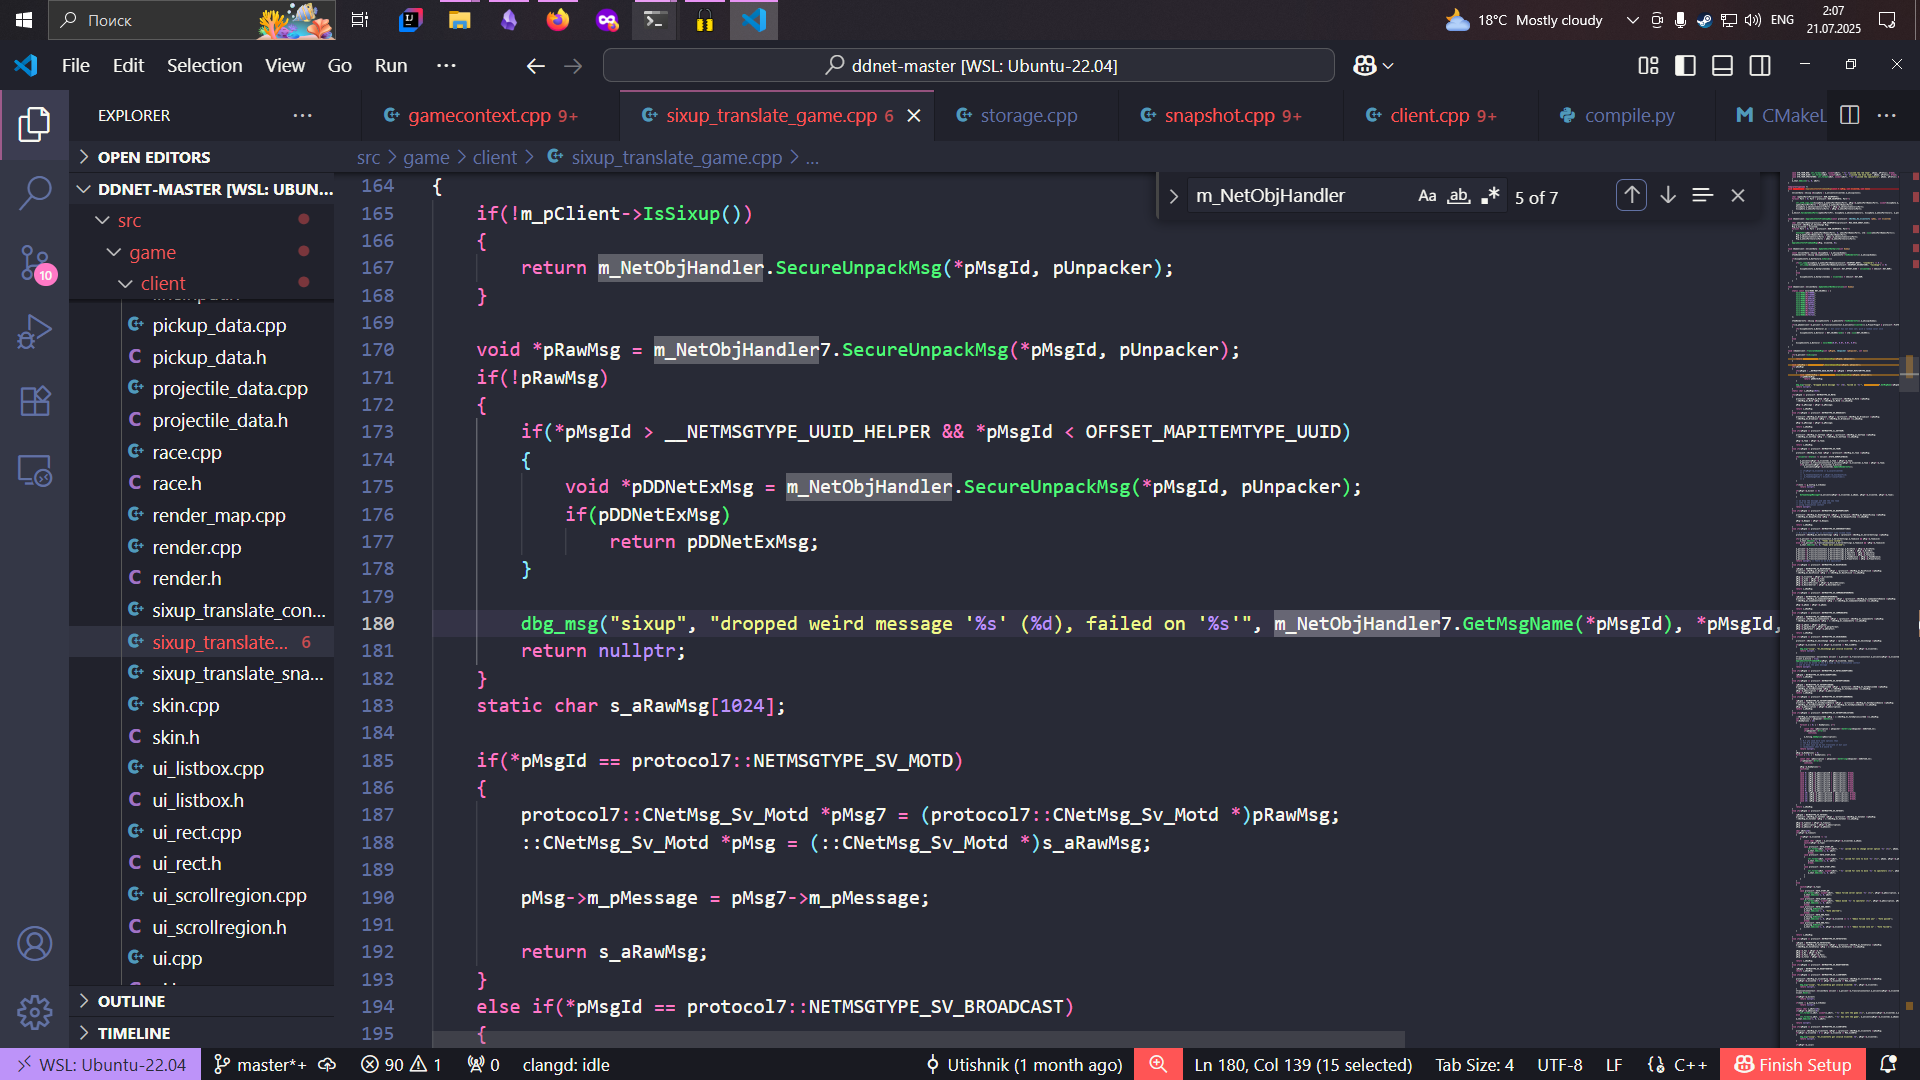 Поиск
18°C Mostly cloudy
ENG
2:07
21.07.2025
File Edit Selection View Go Run ···
ddnet-master [WSL: Ubuntu-22.04]
EXPLORER ···
gamecontext.cpp 9+
sixup_translate_game.cpp 6
storage.cpp
snapshot.cpp 9+
client.cpp 9+
compile.py
CMakeL
OPEN EDITORS
DDNET-MASTER [WSL: UBUN...
src
game
client
pickup_data.cpp
pickup_data.h
projectile_data.cpp
projectile_data.h
race.cpp
race.h
render_map.cpp
render.cpp
render.h
sixup_translate_con...
sixup_translate... 6
sixup_translate_sna...
skin.cpp
skin.h
ui_listbox.cpp
ui_listbox.h
ui_rect.cpp
ui_rect.h
ui_scrollregion.cpp
ui_scrollregion.h
ui.cpp
OUTLINE
TIMELINE
10
src > game > client > sixup_translate_game.cpp > ...
m_NetObjHandler Aa ab, .* 5 of 7
164 {
165 if(!m_pClient->IsSixup())
166 {
167 return m_NetObjHandler.SecureUnpackMsg(*pMsgId, pUnpacker);
168 }
169
170 void *pRawMsg = m_NetObjHandler7.SecureUnpackMsg(*pMsgId, pUnpacker);
171 if(!pRawMsg)
172 {
173 if(*pMsgId > __NETMSGTYPE_UUID_HELPER && *pMsgId < OFFSET_MAPITEMTYPE_UUID)
174 {
175 void *pDDNetExMsg = m_NetObjHandler.SecureUnpackMsg(*pMsgId, pUnpacker);
176 if(pDDNetExMsg)
177 return pDDNetExMsg;
178 }
179
180 dbg_msg("sixup", "dropped weird message '%s' (%d), failed on '%s'", m_NetObjHandler7.GetMsgName(*pMsgId), *pMsgId,
181 return nullptr;
182 }
183 static char s_aRawMsg[1024];
184
185 if(*pMsgId == protocol7::NETMSGTYPE_SV_MOTD)
186 {
187 protocol7::CNetMsg_Sv_Motd *pMsg7 = (protocol7::CNetMsg_Sv_Motd *)pRawMsg;
188 ::CNetMsg_Sv_Motd *pMsg = (::CNetMsg_Sv_Motd *)s_aRawMsg;
189
190 pMsg->m_pMessage = pMsg7->m_pMessage;
191
192 return s_aRawMsg;
193 }
194 else if(*pMsgId == protocol7::NETMSGTYPE_SV_BROADCAST)
195 {
WSL: Ubuntu-22.04 master*+ 90 1 0 clangd: idle Utishnik (1 month ago) Ln 180, Col 139 (15 selected) Tab Size: 4 UTF-8 LF {} C++ Finish Setup